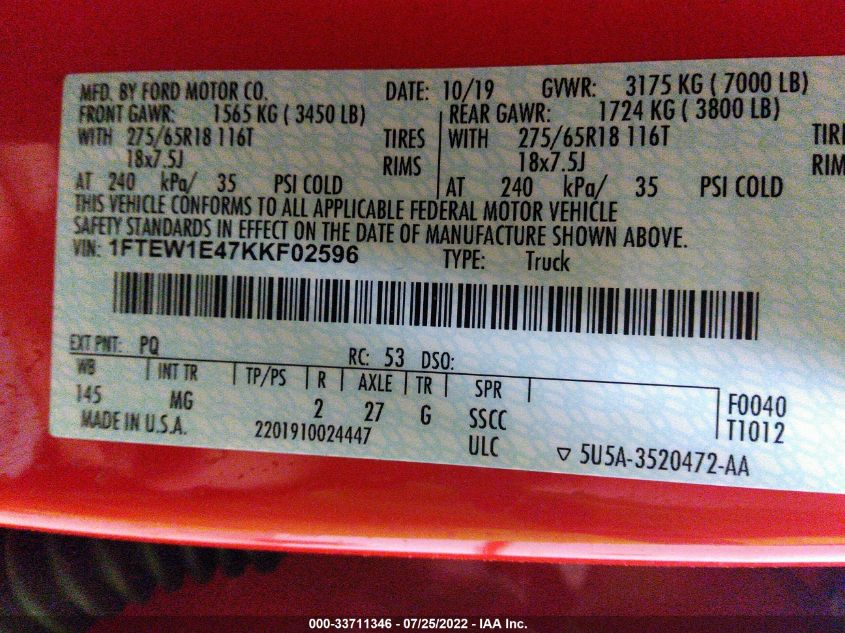 MFD. BY FORD MOTOR CO. DATE: 10/19 GVWR: 3175 KG ( 7000 LB)
FRONT GAWR: 1565 KG ( 3450 LB) REAR GAWR: 1724 KG ( 3800 LB)
WITH 275/65R18 116T TIRES WITH 275/65R18 116T TIRE
18x7.5J RIMS 18x7.5J RIM
AT 240 kPa/ 35 PSI COLD AT 240 kPa/ 35 PSI COLD
THIS VEHICLE CONFORMS TO ALL APPLICABLE FEDERAL MOTOR VEHICLE
SAFETY STANDARDS IN EFFECT ON THE DATE OF MANUFACTURE SHOWN ABOVE.
VIN: 1FTEW1E47KKF02596 TYPE: Truck
EXT PNT: PQ RC: 53 DSO:
WB INT TR TP/PS R AXLE TR SPR
145 MG 2 27 G SSCC F0040
MADE IN U.S.A. 2201910024447 ULC T1012
▽ 5U5A-3520472-AA
000-33711346 - 07/25/2022 - IAA Inc.